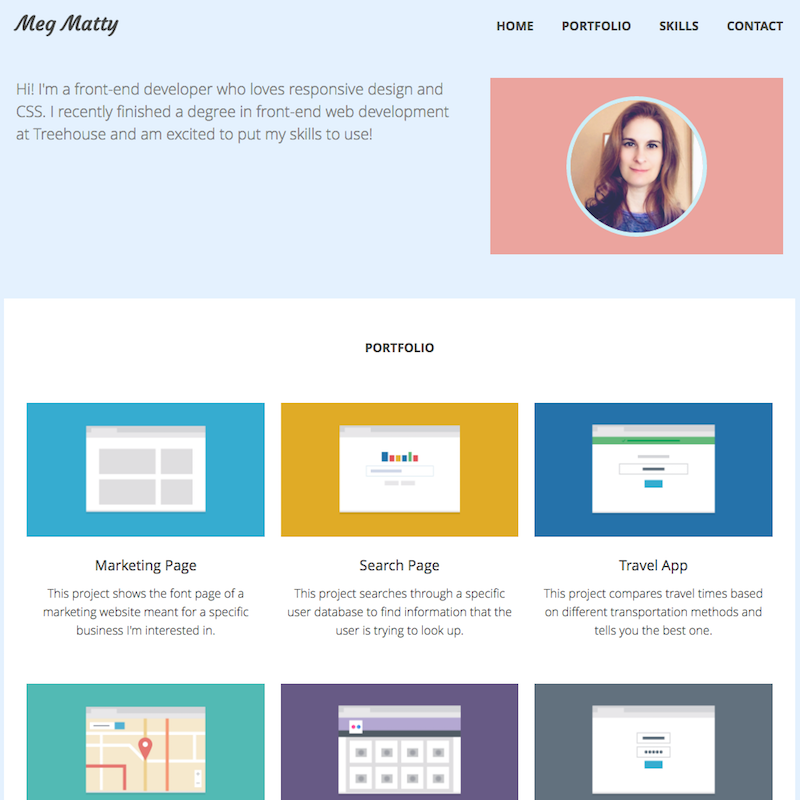 Meg Matty
HOME PORTFOLIO SKILLS CONTACT
Hi! I'm a front-end developer who loves responsive design and
CSS. I recently finished a degree in front-end web development
at Treehouse and am excited to put my skills to use!
PORTFOLIO
Marketing Page
This project shows the font page of a
marketing website meant for a specific
business I'm interested in.
Search Page
This project searches through a specific
user database to find information that the
user is trying to look up.
Travel App
This project compares travel times based
on different transportation methods and
tells you the best one.